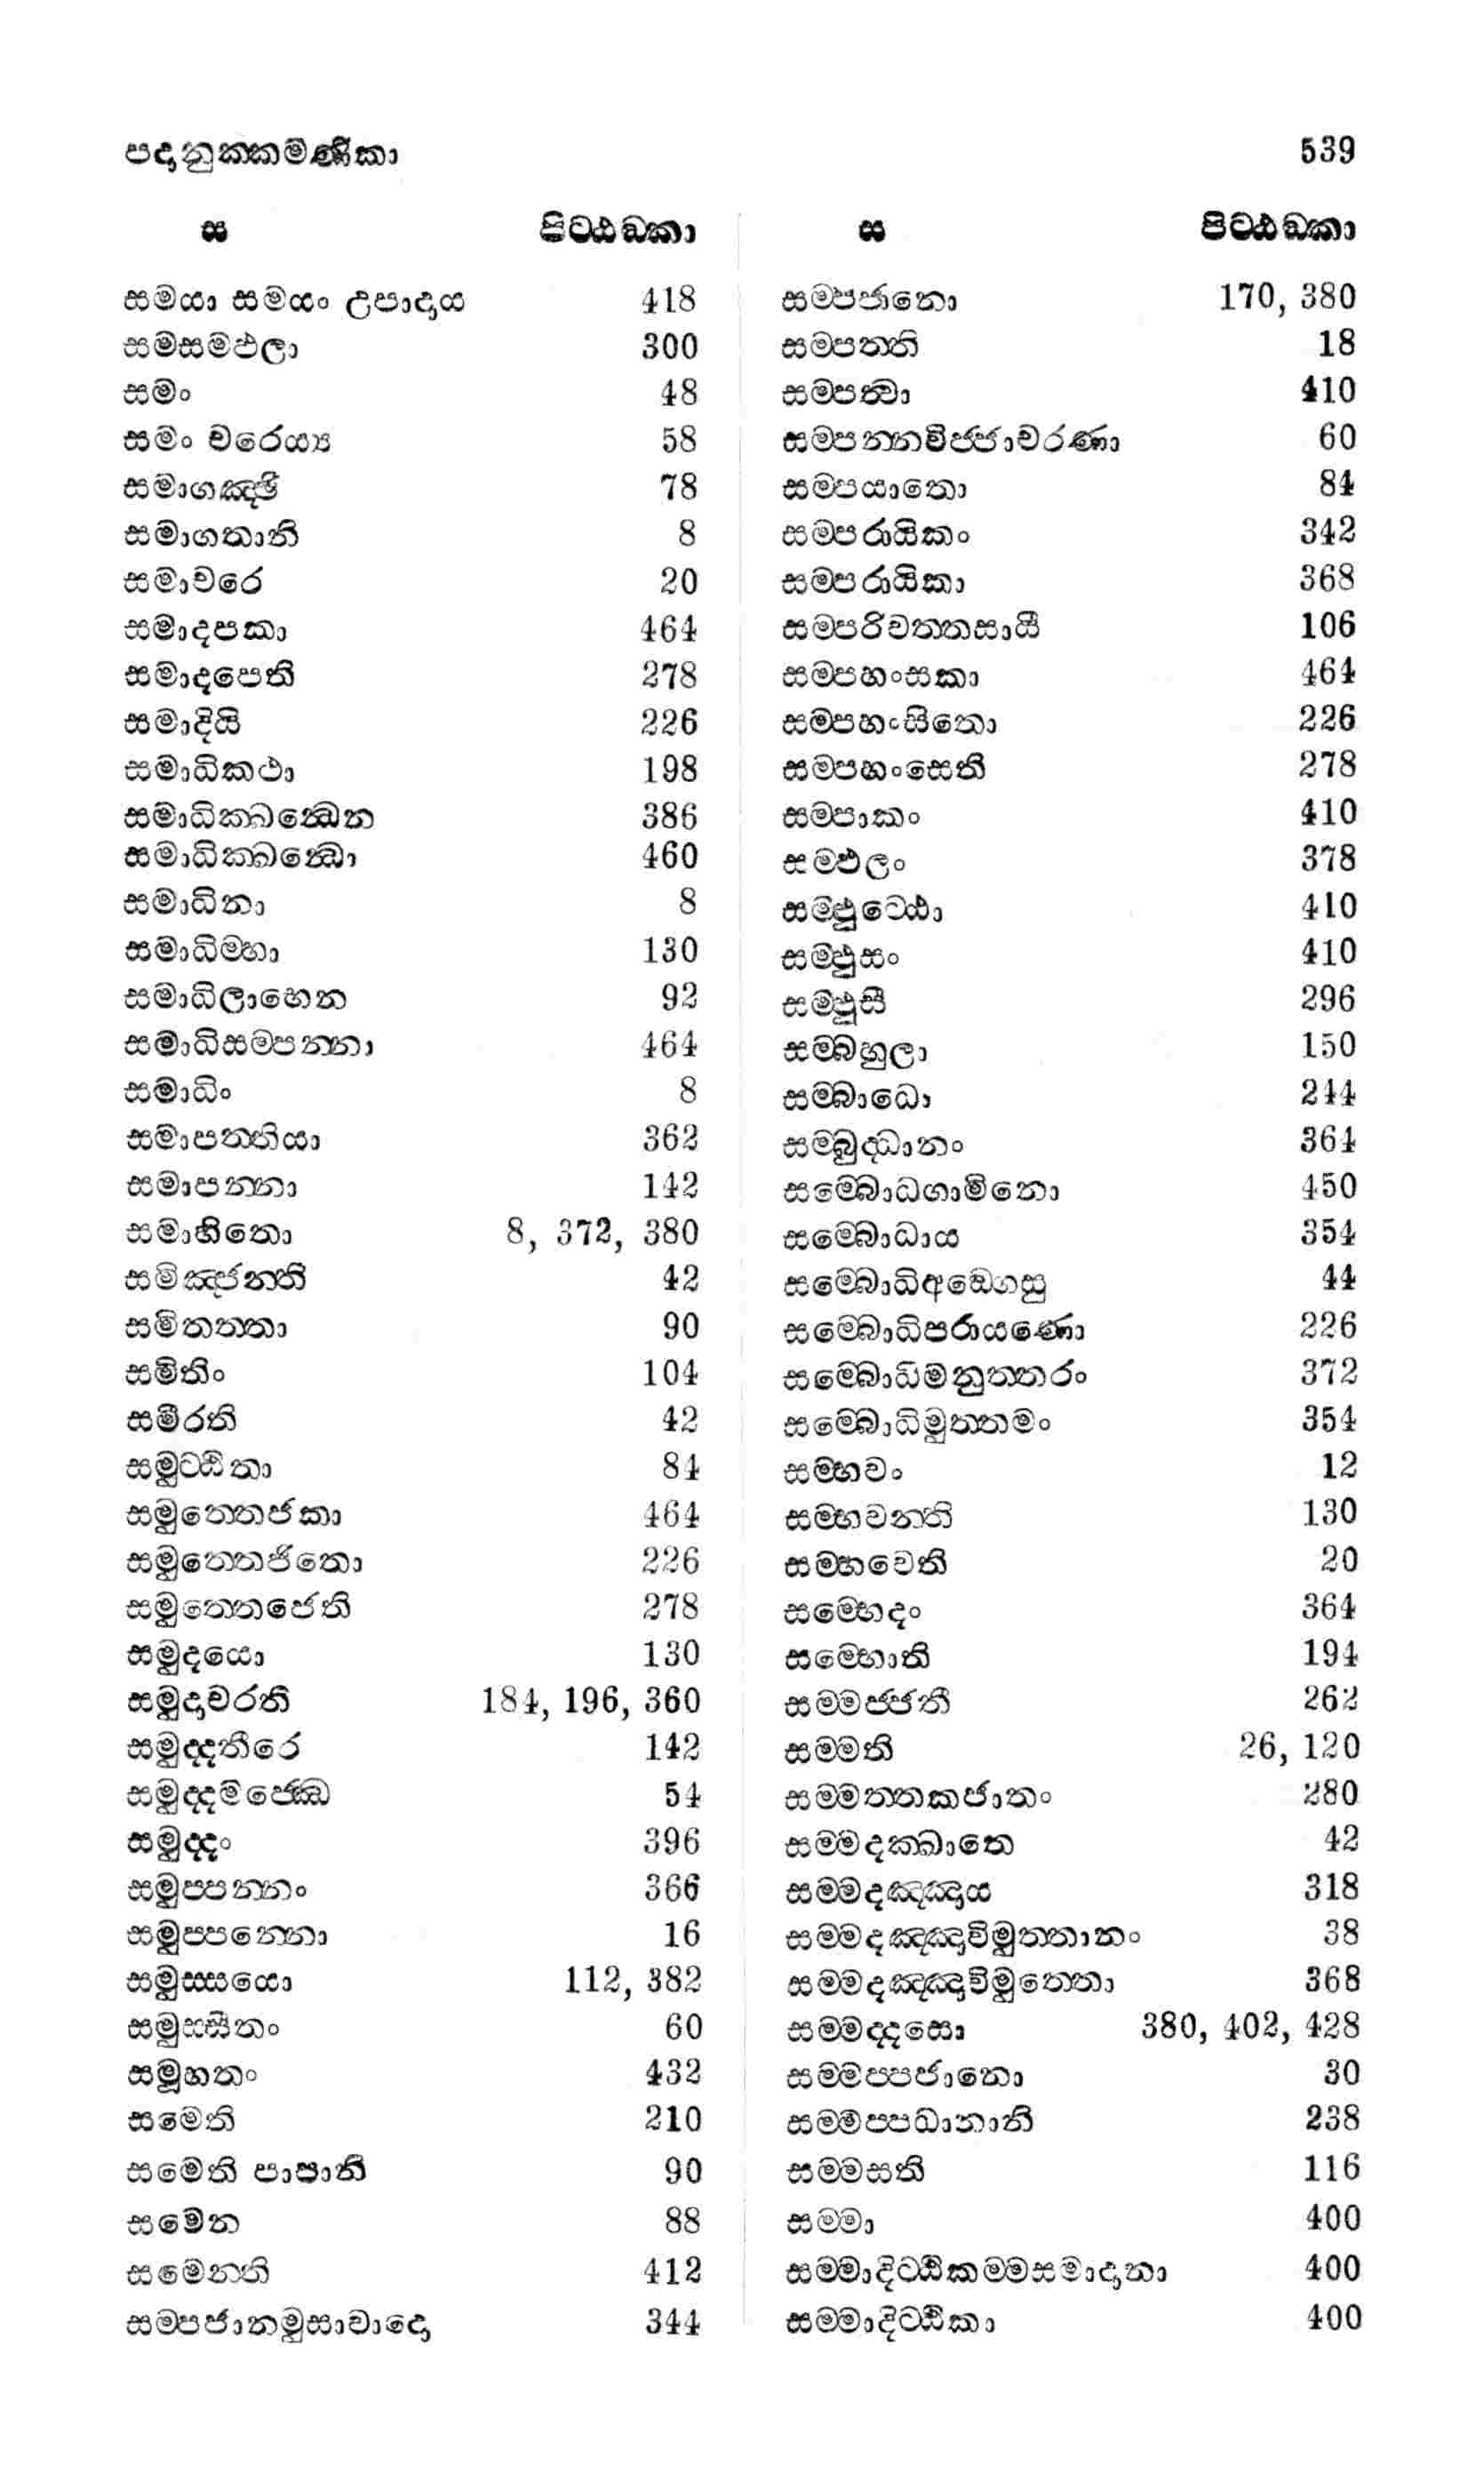 පදානුක්කමණිකා 539
ස පිට්ඨඞ්කා
සමයා සමයං උපාදාය 418
සමසමඵලා 300
සමං 48
සමං චරෙය්‍ය 58
සමාගඤ්ඡි 78
සමාගතානි 8
සමාචරෙ 20
සමාදපකා 464
සමාදපෙති 278
සමාදියි 226
සමාධිකථා 198
සමාධික්ඛන්ධෙන 386
සමාධික්ඛන්ධො 460
සමාධිනා 8
සමාධිම්හා 130
සමාධිලාභෙන 92
සමාධිසම්පන්නා 464
සමාධිං 8
සමාපත්තියා 362
සමාපන්නා 142
සමාහිතො 8, 372, 380
සමිඤ්ජන්ති 42
සමිතත්තා 90
සමිතිං 104
සමීරති 42
සමුට්ඨිතා 84
සමුත්තෙජකා 464
සමුත්තෙජිතො 226
සමුත්තෙජෙති 278
සමුදයො 130
සමුදාචරති 184, 196, 360
සමුද්දතීරෙ 142
සමුද්දමජ්ඣෙ 54
සමුද්දං 396
සමුප්පන්නං 366
සමුප්පන්නො 16
සමුස්සයො 112, 382
සමුස්සිතං 60
සමූහතං 432
සමෙති 210
සමෙති පාපානි 90
සමෙන 88
සමෙන්ති 412
සම්පජානමුසාවාදො 344
ස පිට්ඨඞ්කා
සම්පජානො 170, 380
සම්පත්ති 18
සම්පත්වා 410
සම්පන්නවිජ්ජාචරණා 60
සම්පයාතො 84
සම්පරායිකං 342
සම්පරායිකා 368
සම්පරිවත්තසායී 106
සම්පහංසකා 464
සම්පහංසිතො 226
සම්පහංසෙති 278
සම්පාකං 410
සම්ඵලං 378
සම්ඵුට්ඨො 410
සම්ඵුසං 410
සම්ඵුසී 296
සම්බහුලා 150
සම්බාධො 244
සම්බුද්ධානං 364
සම්බොධගාමිනො 450
සම්බොධාය 354
සම්බොධිඅඞ්ගෙසු 44
සම්බොධිපරායණො 226
සම්බොධිමනුත්තරං 372
සම්බොධිමුත්තමං 354
සම්භවං 12
සම්භවන්ති 130
සම්භවෙති 20
සම්භෙදං 364
සම්භොති 194
සම්මජ්ජතී 262
සම්මති 26, 120
සම්මත්තකජාතං 280
සම්මදක්ඛාතෙ 42
සම්මදඤ්ඤාය 318
සම්මදඤ්ඤාවිමුත්තානං 38
සම්මදඤ්ඤාවිමුත්තො 368
සම්මද්දසො 380, 402, 428
සම්මප්පජානො 30
සම්මප්පධානානි 238
සම්මසති 116
සම්මා 400
සම්මාදිට්ඨිකම්මසමාදානා 400
සම්මාදිට්ඨිකා 400